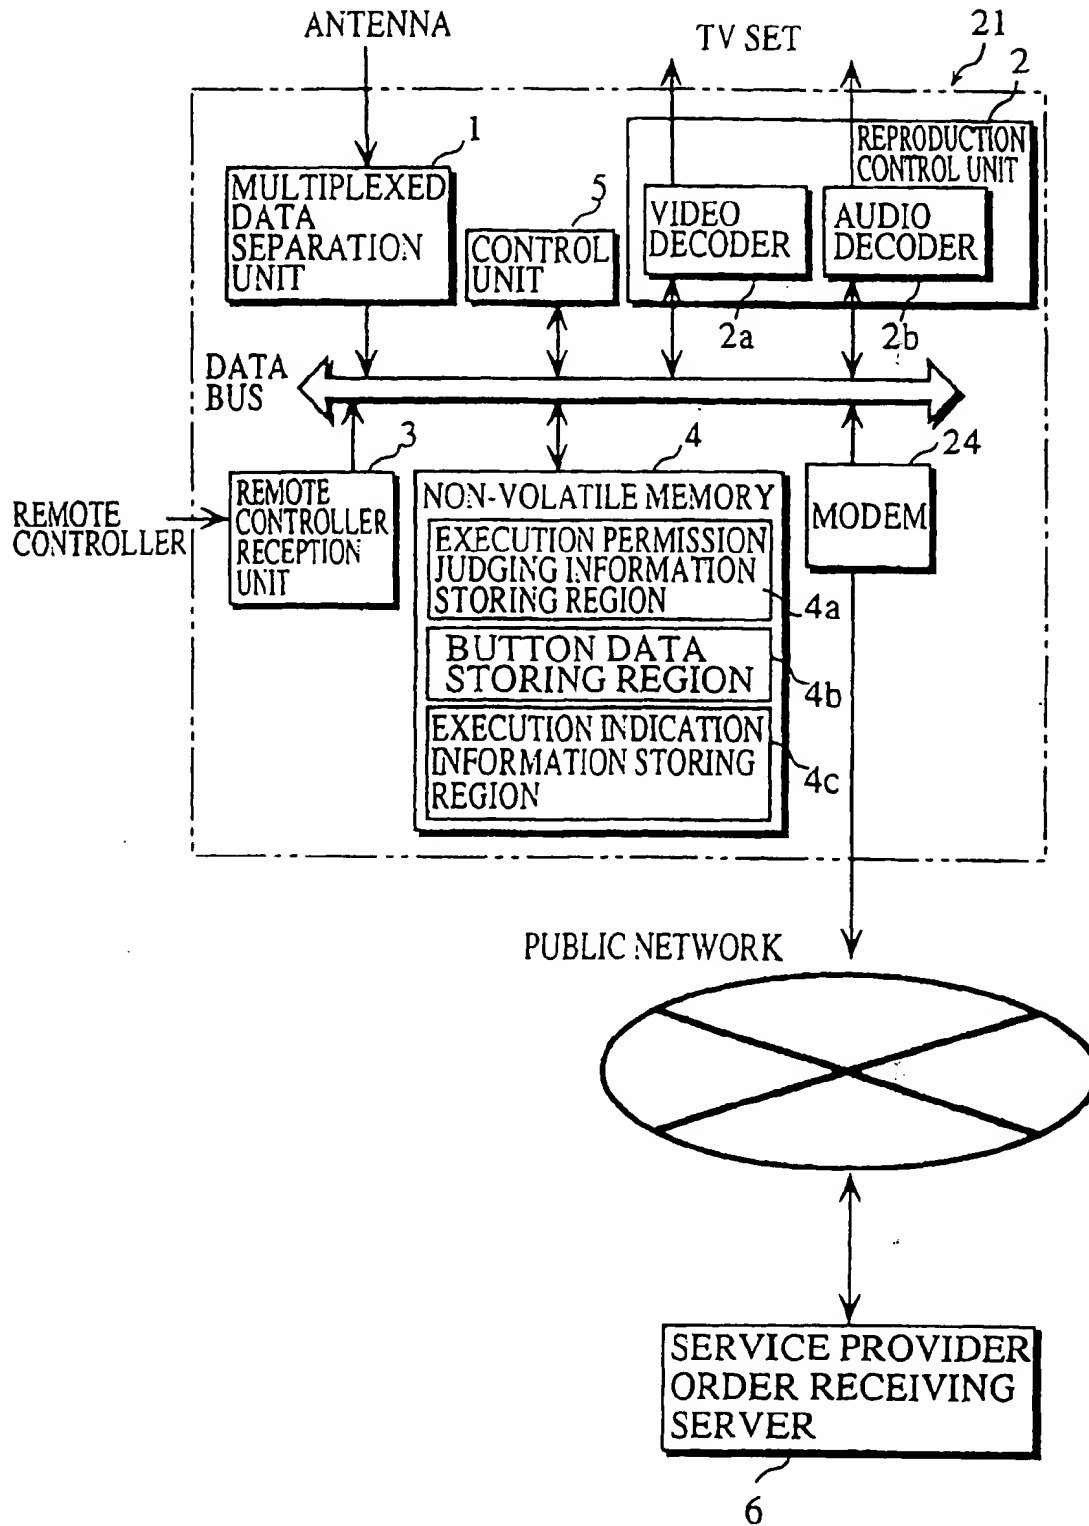 ANTENNA
TV SET
21
2
1
REPRODUCTION
CONTROL UNIT
MULTIPLEXED
DATA
SEPARATION
UNIT
5
CONTROL
UNIT
VIDEO
DECODER
AUDIO
DECODER
2a
2b
DATA
BUS
3
4
24
REMOTE
CONTROLLER
REMOTE
CONTROLLER
RECEPTION
UNIT
NON-VOLATILE MEMORY
EXECUTION PERMISSION
JUDGING INFORMATION
STORING REGION
4a
BUTTON DATA
STORING REGION
4b
EXECUTION INDICATION
INFORMATION STORING
REGION
4c
MODEM
PUBLIC NETWORK
SERVICE PROVIDER
ORDER RECEIVING
SERVER
6